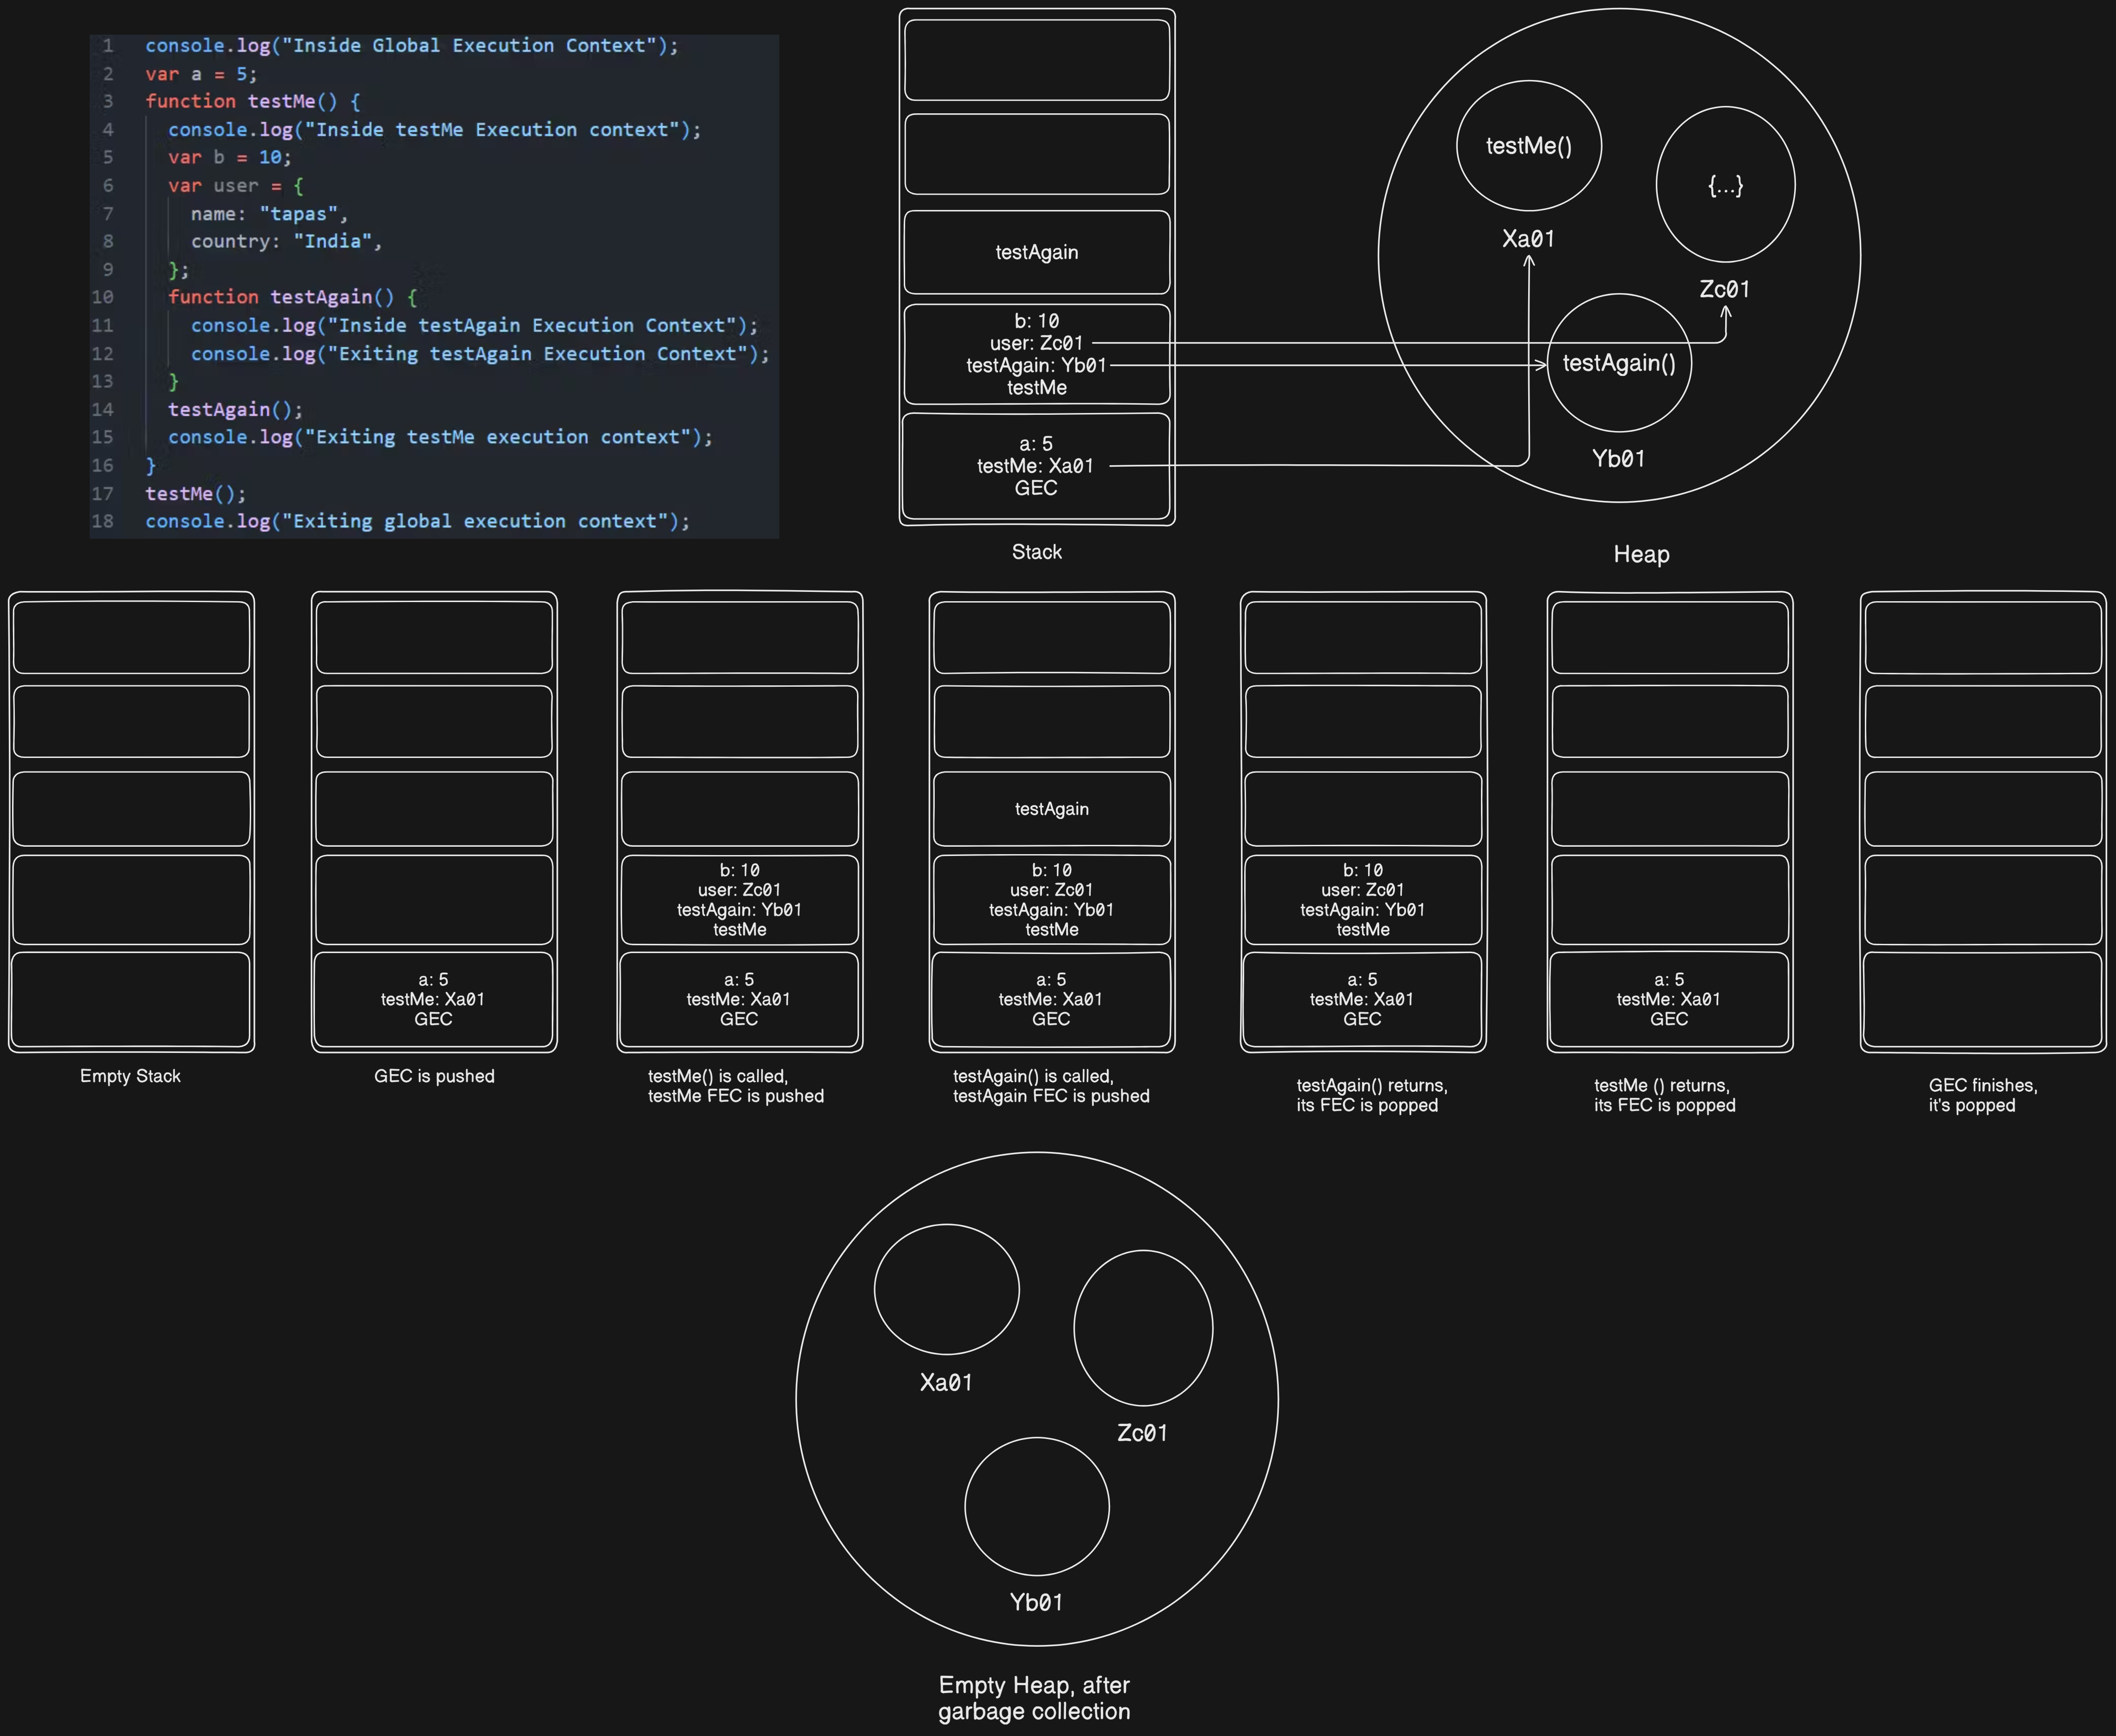 1 console.log("Inside Global Execution Context");
2 var a = 5;
3 function testMe() {
4 console.log("Inside testMe Execution context");
5 var b = 10;
6 var user = {
7 name: "tapas",
8 country: "India",
9 };
10 function testAgain() {
11 console.log("Inside testAgain Execution Context");
12 console.log("Exiting testAgain Execution Context");
13 }
14 testAgain();
15 console.log("Exiting testMe execution context");
16 }
17 testMe();
18 console.log("Exiting global execution context");
testAgain
b: 10
user: Zc01
testAgain: Yb01
testMe
a: 5
testMe: Xa01
GEC
Stack
testMe()
Xa01
{...}
Zc01
testAgain()
Yb01
Heap
Empty Stack
a: 5
testMe: Xa01
GEC
GEC is pushed
b: 10
user: Zc01
testAgain: Yb01
testMe
a: 5
testMe: Xa01
GEC
testMe() is called,
testMe FEC is pushed
testAgain
b: 10
user: Zc01
testAgain: Yb01
testMe
a: 5
testMe: Xa01
GEC
testAgain() is called,
testAgain FEC is pushed
b: 10
user: Zc01
testAgain: Yb01
testMe
a: 5
testMe: Xa01
GEC
testAgain() returns,
its FEC is popped
a: 5
testMe: Xa01
GEC
testMe () returns,
its FEC is popped
GEC finishes,
it's popped
Xa01
Zc01
Yb01
Empty Heap, after
garbage collection